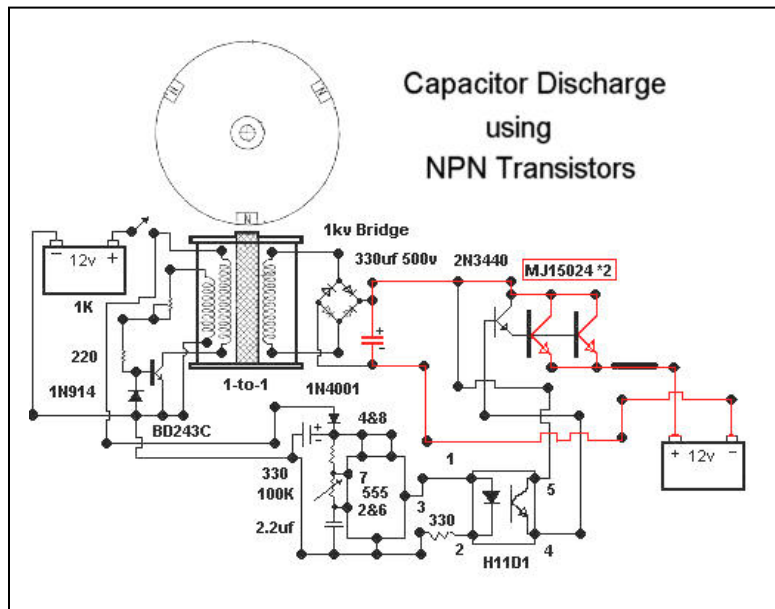 Capacitor Discharge
using
NPN Transistors
N
N
N
1kv Bridge
330uf 500v
2N3440
MJ15024 *2
- +
12v
1K
+
-
220
1N914
1-to-1
1N4001
BD243C
4&8
+ -
330
100K
7
555
2&6
3
2.2uf
1
5
330
2
4
H11D1
+ 12v -